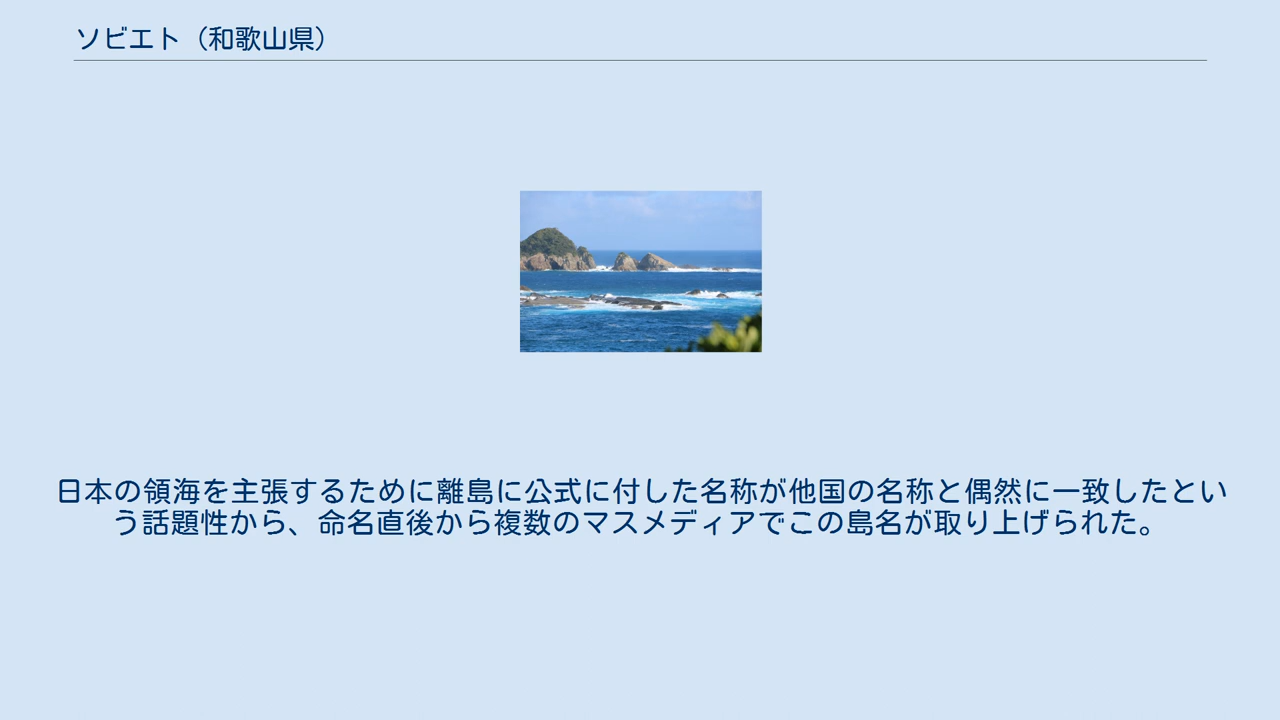 ソビエト（和歌山県）
日本の領海を主張するために離島に公式に付した名称が他国の名称と偶然に一致したとい
う話題性から、命名直後から複数のマスメディアでこの島名が取り上げられた。